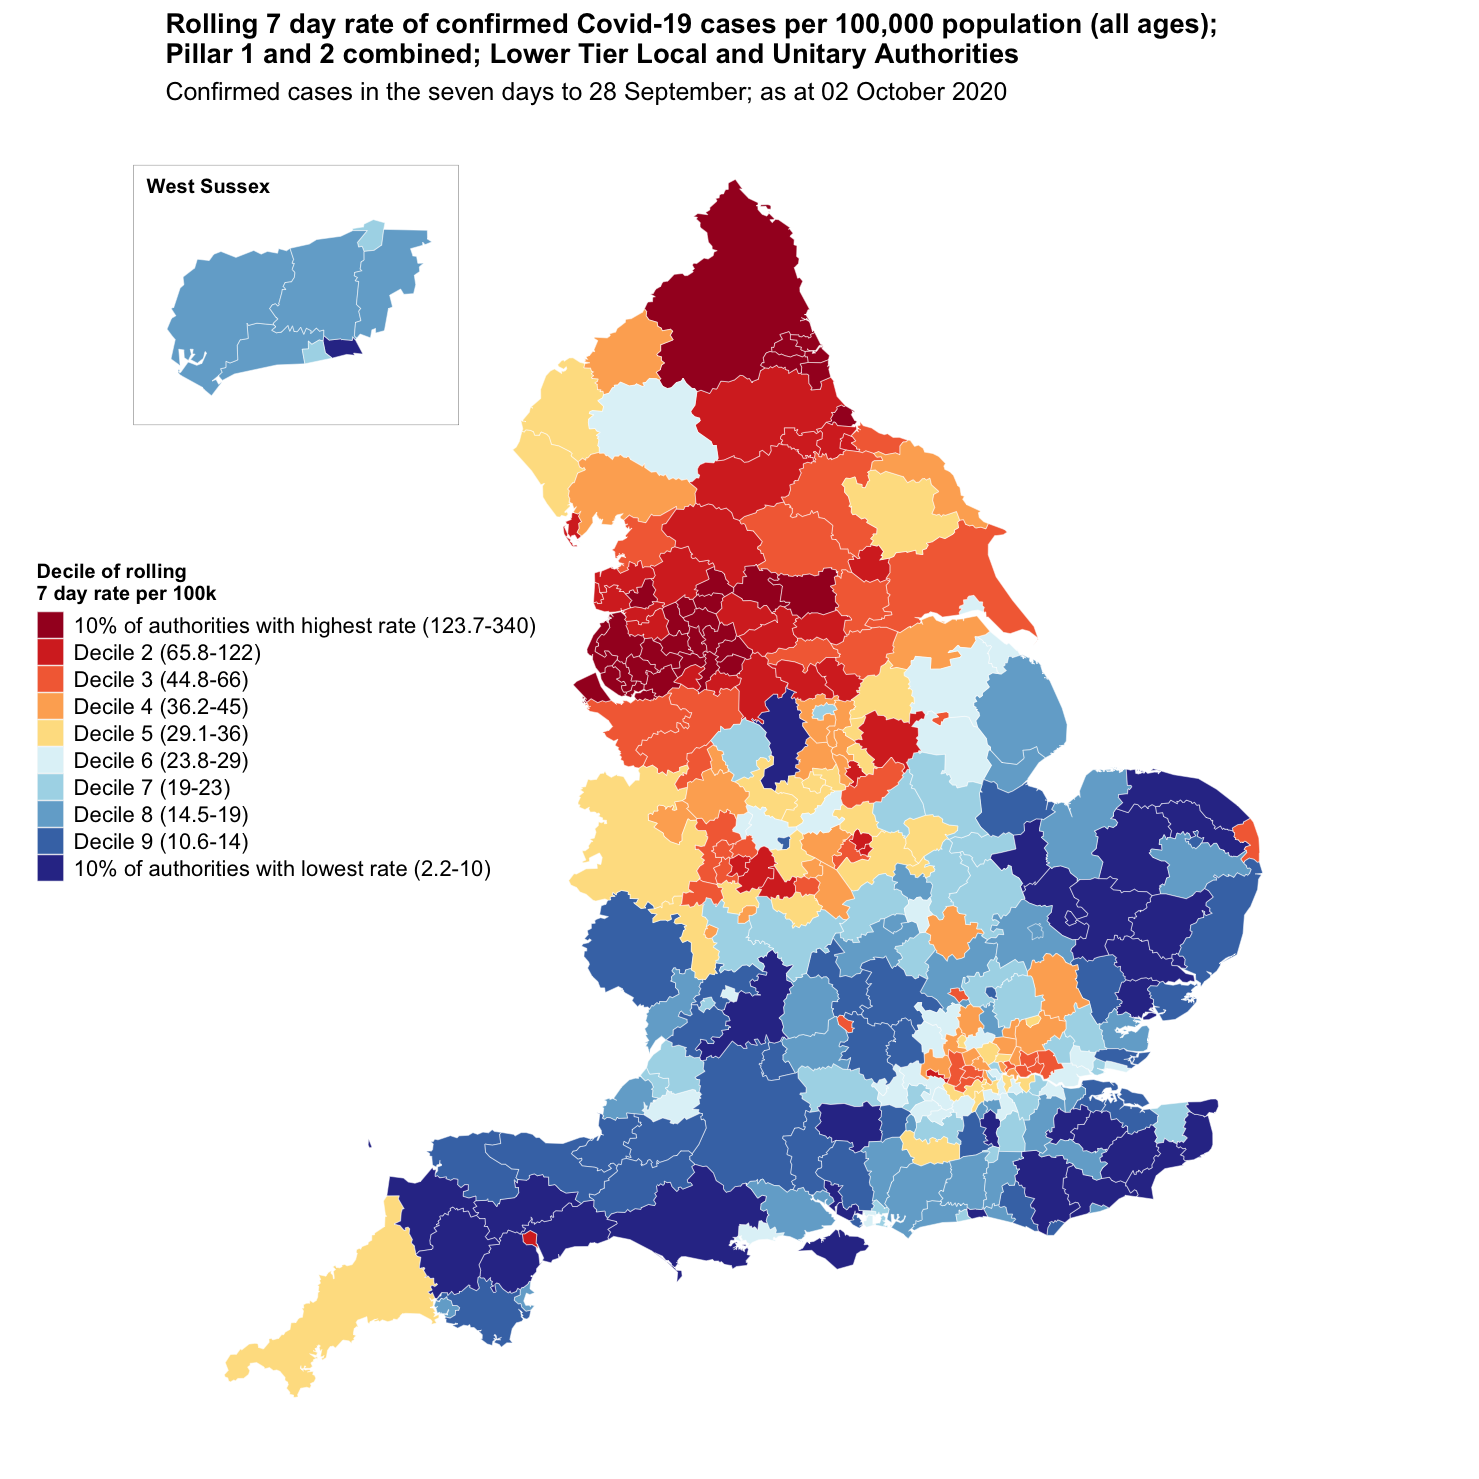 Rolling 7 day rate of confirmed Covid-19 cases per 100,000 population (all ages);
Pillar 1 and 2 combined; Lower Tier Local and Unitary Authorities
Confirmed cases in the seven days to 28 September; as at 02 October 2020
West Sussex
Decile of rolling
7 day rate per 100k
10% of authorities with highest rate (123.7-340)
Decile 2 (65.8-122)
Decile 3 (44.8-66)
Decile 4 (36.2-45)
Decile 5 (29.1-36)
Decile 6 (23.8-29)
Decile 7 (19-23)
Decile 8 (14.5-19)
Decile 9 (10.6-14)
10% of authorities with lowest rate (2.2-10)